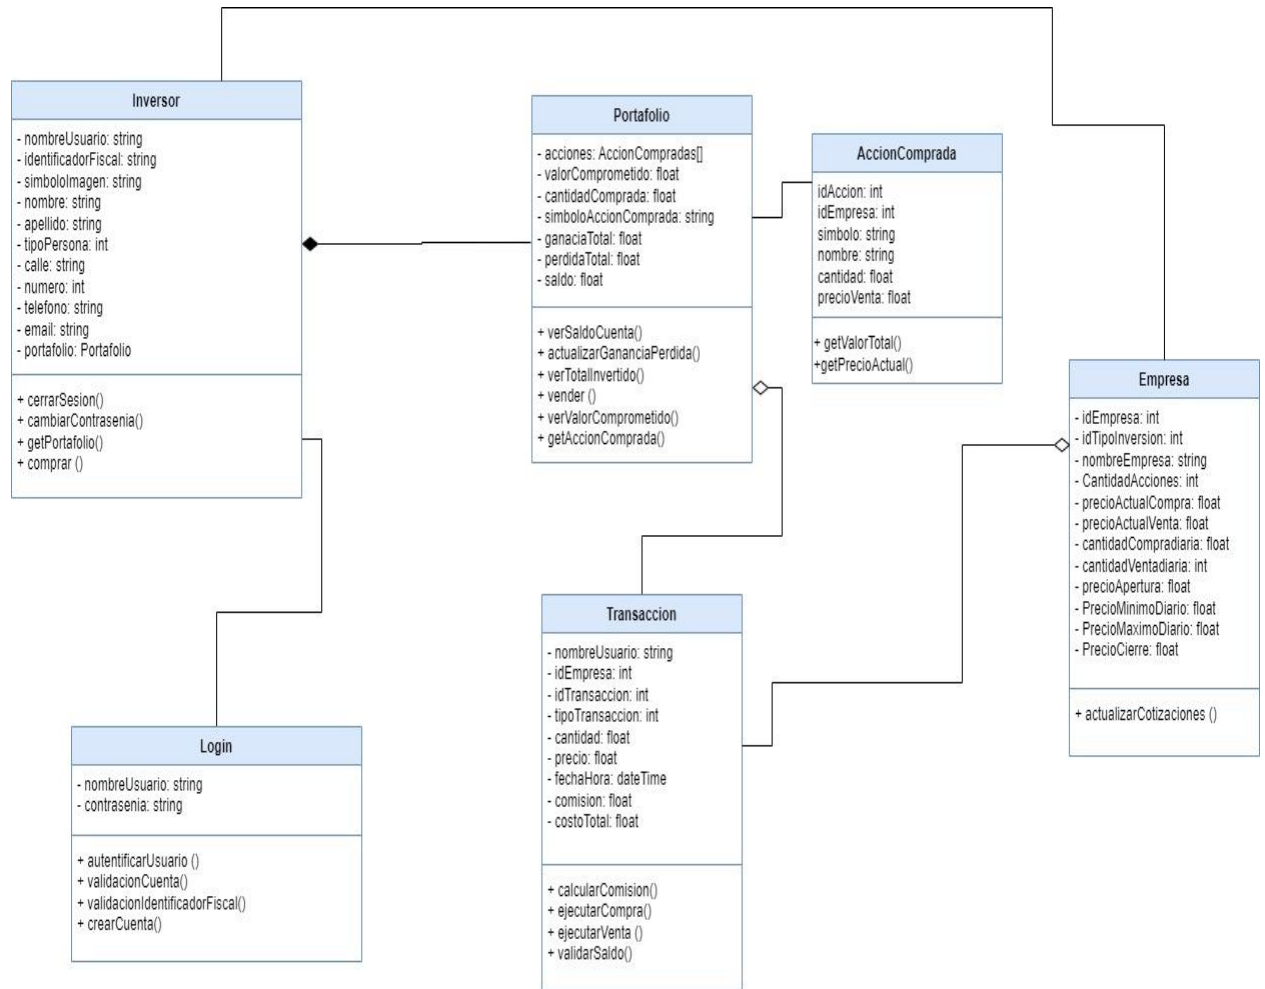 Inversor
- nombreUsuario: string
- identificadorFiscal: string
- simboloImagen: string
- nombre: string
- apellido: string
- tipoPersona: int
- calle: string
- numero: int
- telefono: string
- email: string
- portafolio: Portafolio
+ cerrarSesion()
+ cambiarContrasenia()
+ getPortafolio()
+ comprar ()
Portafolio
- acciones: AccionCompradas[]
- valorComprometido: float
- cantidadComprada: float
- simboloAccionComprada: string
- ganaciaTotal: float
- perdidaTotal: float
- saldo: float
+ verSaldoCuenta()
+ actualizarGananciaPerdida()
+ verTotalInvertido()
+ vender ()
+ verValorComprometido()
+ getAccionComprada()
AccionComprada
idAccion: int
idEmpresa: int
simbolo: string
nombre: string
cantidad: float
precioVenta: float
+ getValorTotal()
+getPrecioActual()
Empresa
- idEmpresa: int
- idTipoInversion: int
- nombreEmpresa: string
- CantidadAcciones: int
- precioActualCompra: float
- precioActualVenta: float
- cantidadCompradiaria: float
- cantidadVentadiaria: int
- precioApertura: float
- PrecioMinimoDiario: float
- PrecioMaximoDiario: float
- PrecioCierre: float
+ actualizarCotizaciones ()
Transaccion
- nombreUsuario: string
- idEmpresa: int
- idTransaccion: int
- tipoTransaccion: int
- cantidad: float
- precio: float
- fechaHora: dateTime
- comision: float
- costoTotal: float
+ calcularComision()
+ ejecutarCompra()
+ ejecutarVenta ()
+ validarSaldo()
Login
- nombreUsuario: string
- contrasenia: string
+ autentificarUsuario ()
+ validacionCuenta()
+ validacionIdentificadorFiscal()
+ crearCuenta()